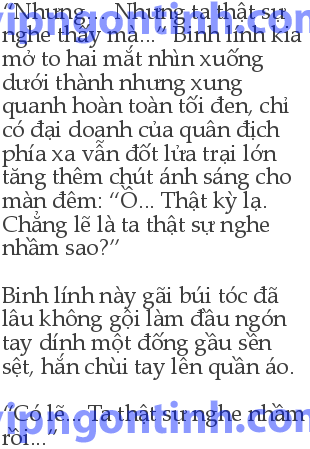 “Nhưng... Nhưng ta thật sự
nghe thấy mà...” Binh lính kia
mở to hai mắt nhìn xuống
dưới thành nhưng xung
quanh hoàn toàn tối đen, chỉ
có đại doanh của quân địch
phía xa vẫn đốt lửa trại lớn
tăng thêm chút ánh sáng cho
màn đêm: “Ồ... Thật kỳ lạ.
Chẳng lẽ là ta thật sự nghe
nhầm sao?”
Binh lính này gãi búi tóc đã
lâu không gội làm đầu ngón
tay dính một đống gầu sền
sệt, hắn chùi tay lên quần áo.
“Có lẽ... Ta thật sự nghe nhầm
rồi...”
vipngontinh.com
vipngontinh.com